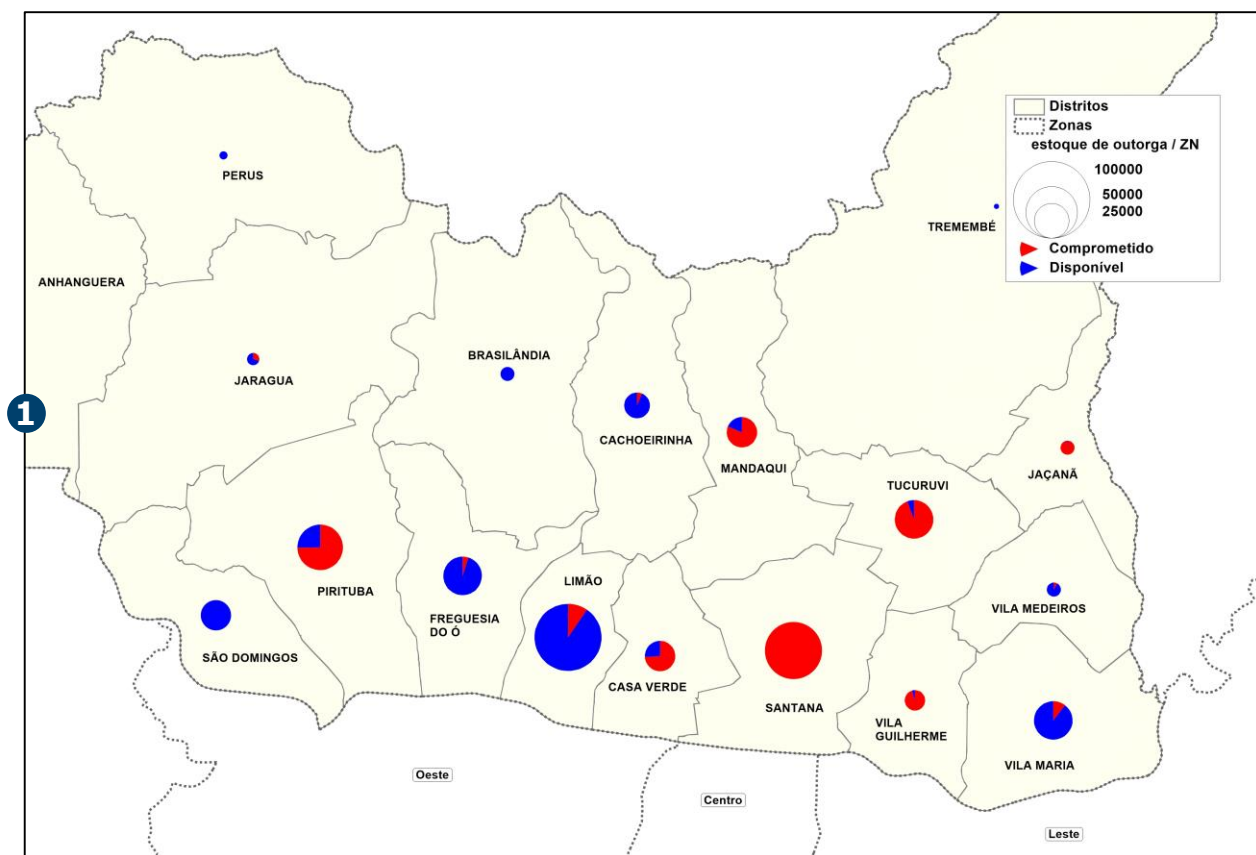 Distritos
Zonas
estoque de outorga / ZN
100000
50000
25000
Comprometido
Disponível
PERUS
TREMEMBÉ
ANHANGUERA
JARAGUA
BRASILÂNDIA
1
CACHOEIRINHA
MANDAQUI
JAÇANÃ
TUCURUVI
PIRITUBA
LIMÃO
FREGUESIA
DO Ó
VILA MEDEIROS
SÃO DOMINGOS
CASA VERDE
SANTANA
VILA
GUILHERME
VILA MARIA
Oeste
Centro
Leste